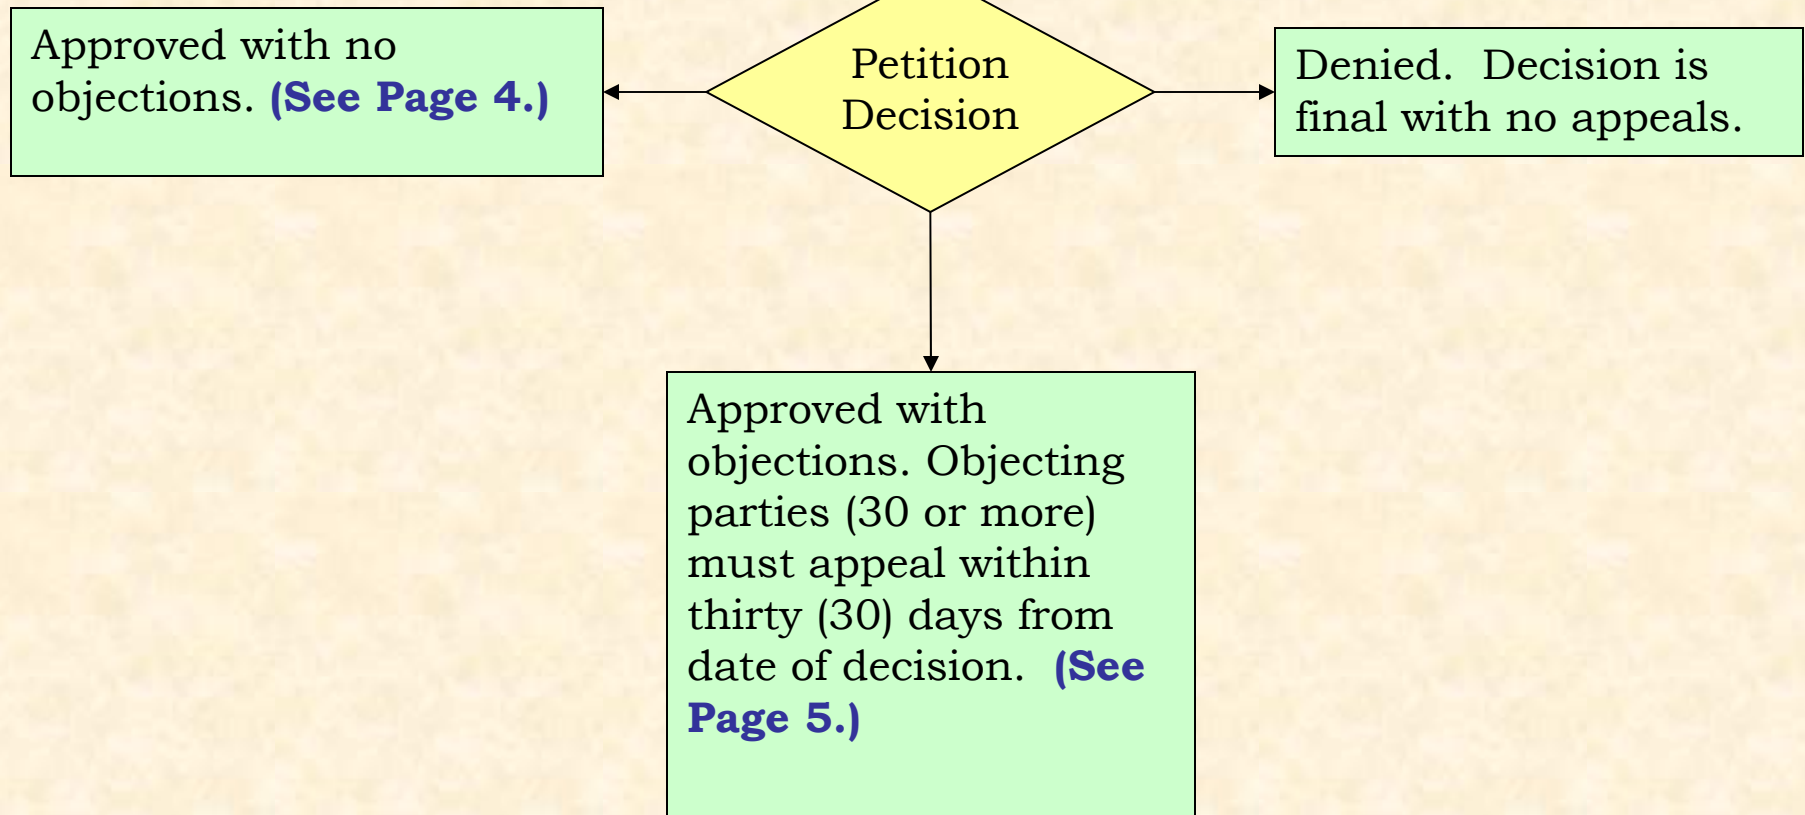 Approved with no
objections. (See Page 4.)
Petition
Decision
Denied. Decision is
final with no appeals.
Approved with
objections. Objecting
parties (30 or more)
must appeal within
thirty (30) days from
date of decision. (See
Page 5.)